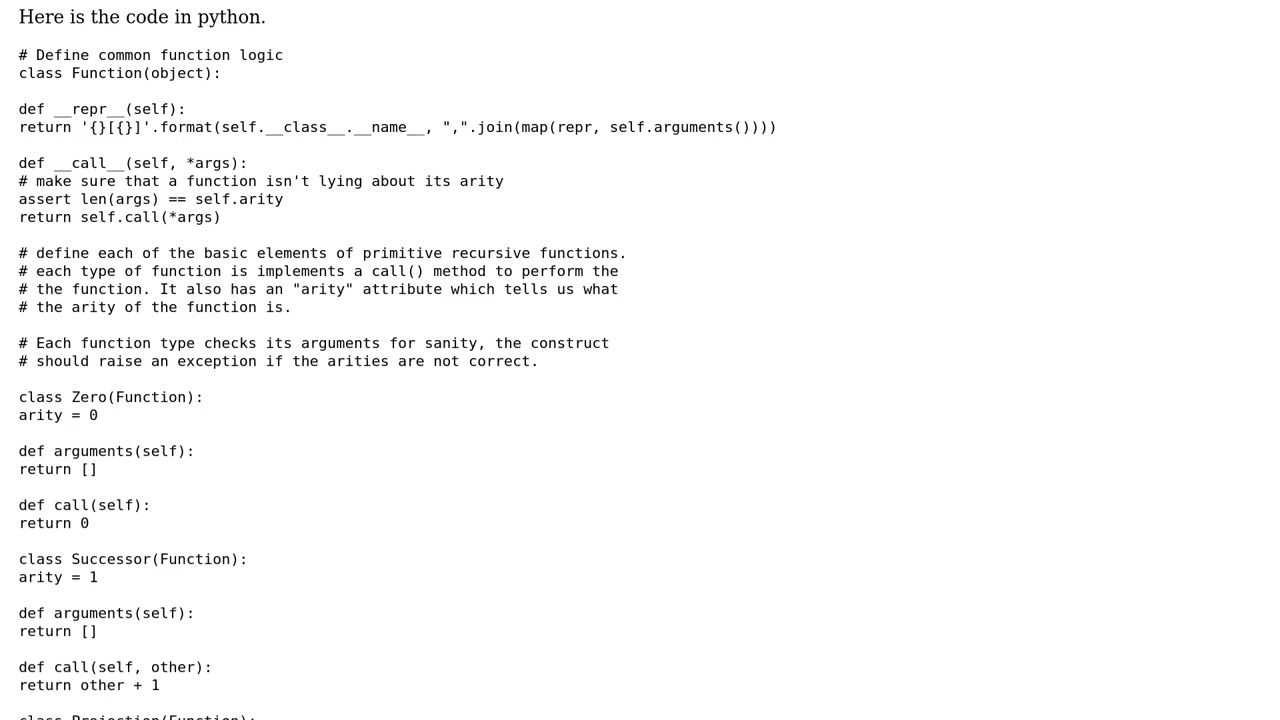 Here is the code in python.
# Define common function logic
class Function(object):
def __repr__(self):
return '{}[{}]'.format(self.__class__.__name__, ",".join(map(repr, self.arguments())))
def __call__(self, *args):
# make sure that a function isn't lying about its arity
assert len(args) == self.arity
return self.call(*args)
# define each of the basic elements of primitive recursive functions.
# each type of function is implements a call() method to perform the
# the function. It also has an "arity" attribute which tells us what
# the arity of the function is.
# Each function type checks its arguments for sanity, the construct
# should raise an exception if the arities are not correct.
class Zero(Function):
arity = 0
def arguments(self):
return []
def call(self):
return 0
class Successor(Function):
arity = 1
def arguments(self):
return []
def call(self, other):
return other + 1
class Projection(Function):